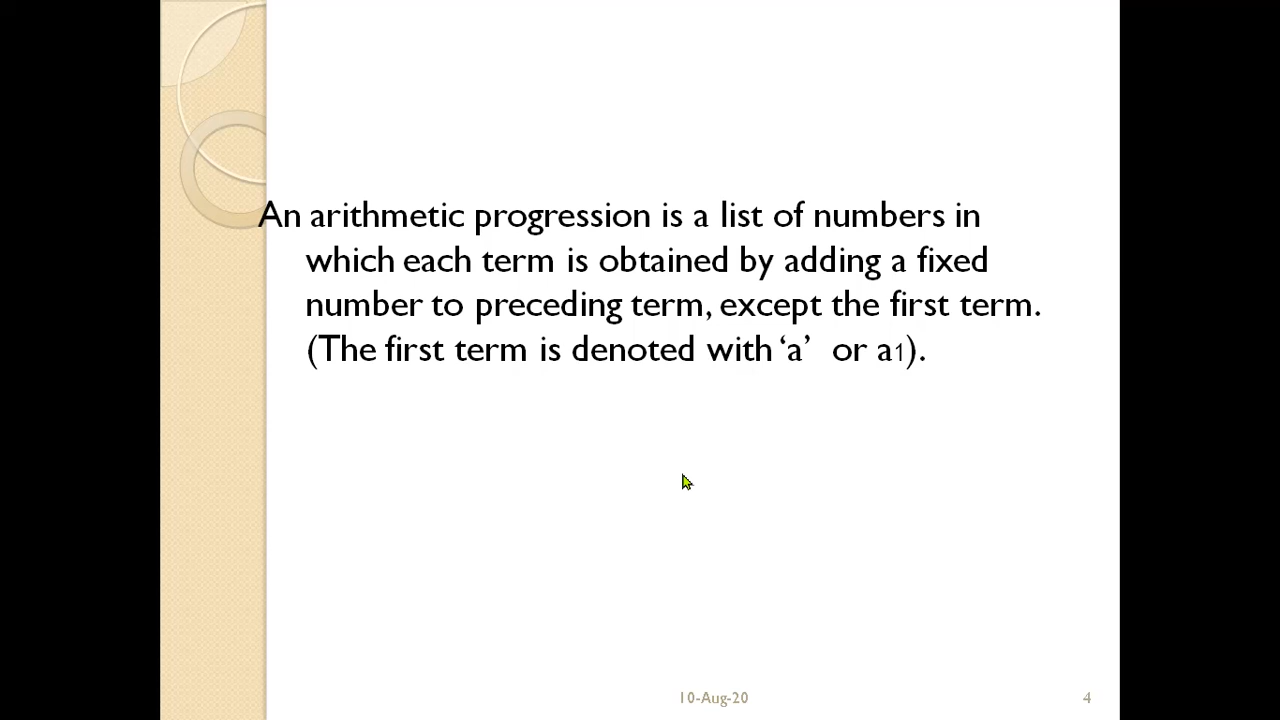 An arithmetic progression is a list of numbers in
which each term is obtained by adding a fixed
number to preceding term, except the first term.
(The first term is denoted with ‘a’ or a1).
10-Aug-20
4